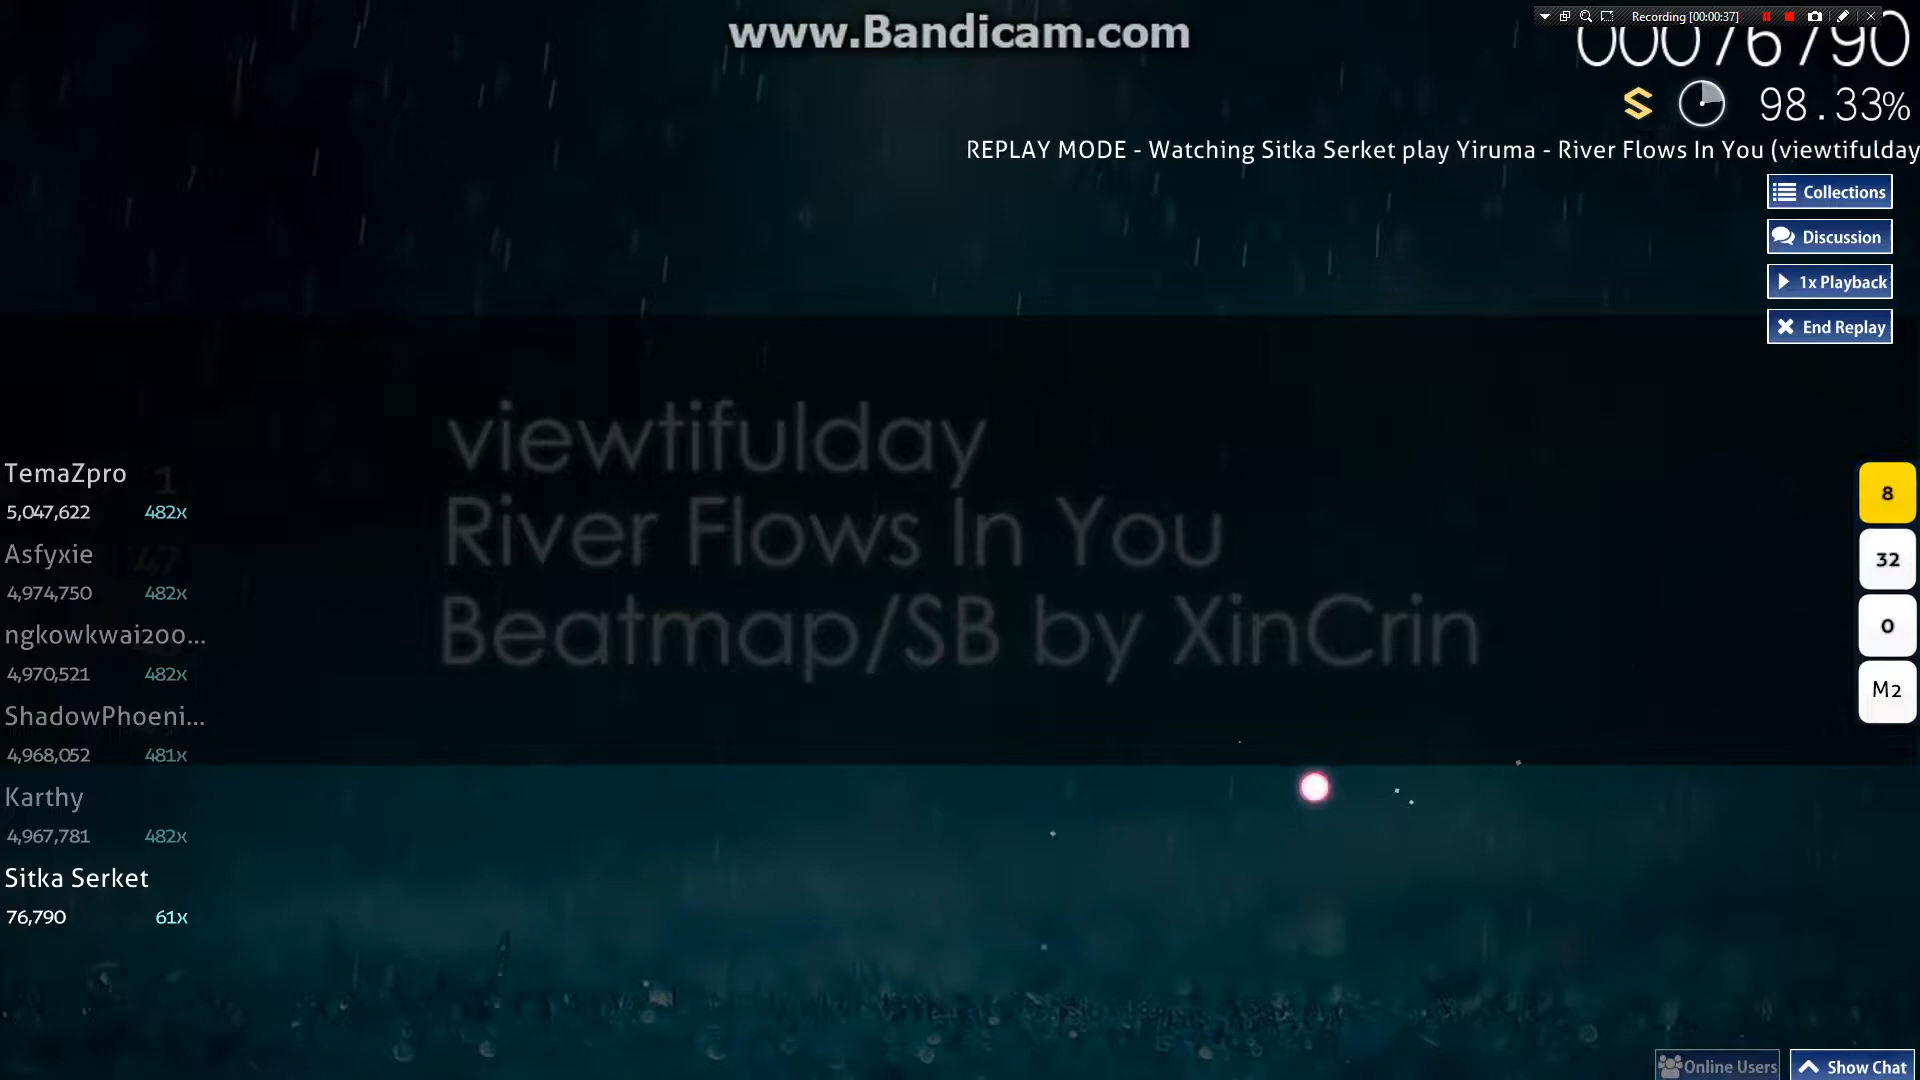 www.Bandicam.com
Recording [00:00:37]
00076790
98.33%
REPLAY MODE - Watching Sitka Serket play Yiruma - River Flows In You (viewtifulday
Collections
Discussion
1x Playback
End Replay
viewtifulday
River Flows In You
Beatmap/SB by XinCrin
TemaZpro 1
5,047,622 482x
Asfyxie 47
4,974,750 482x
ngkowkwai200...
4,970,521 482x
ShadowPhoeni...
4,968,052 481x
Karthy
4,967,781 482x
Sitka Serket
76,790 61x
8
32
0
M2
Online Users
Show Chat